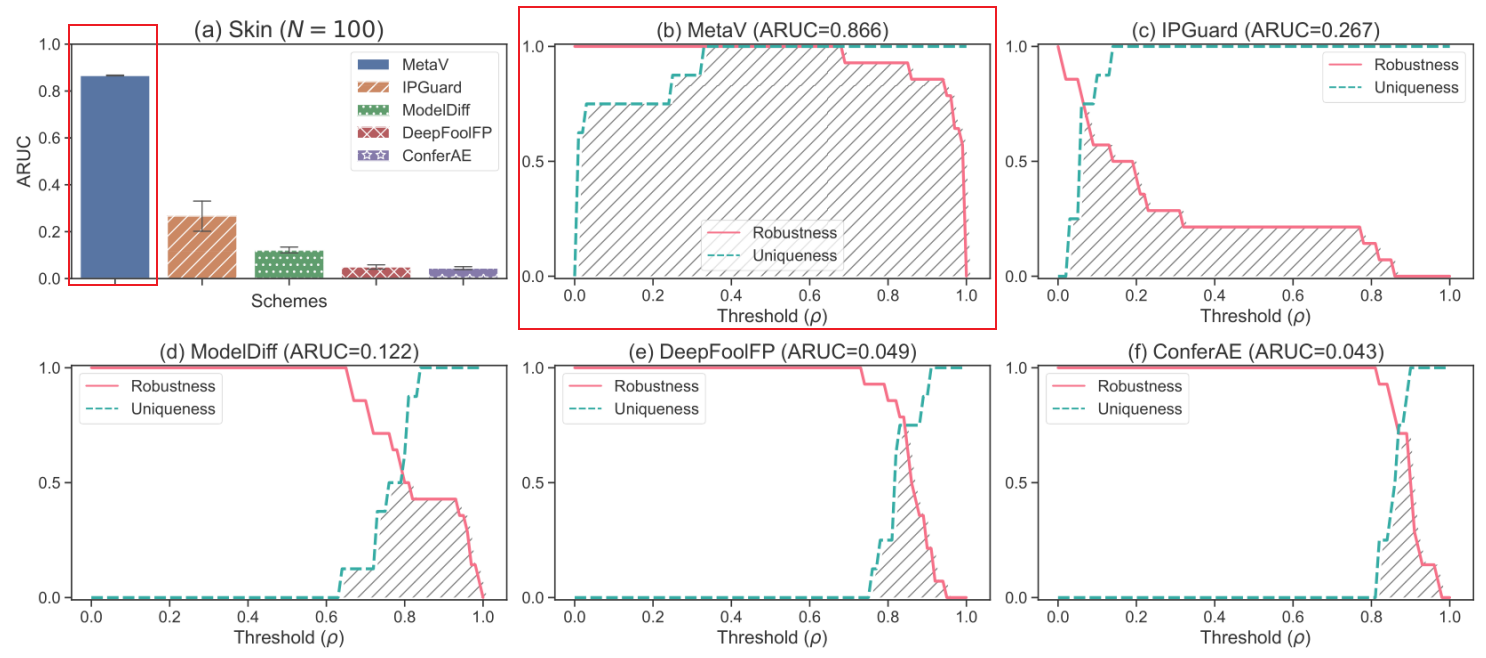 (a) Skin (N = 100)
ARUC
1.0
0.8
0.6
0.4
0.2
0.0
MetaV
IPGuard
ModelDiff
DeepFoolFP
ConferAE
Schemes
(b) MetaV (ARUC=0.866)
1.0
0.5
0.0
Robustness
Uniqueness
0.0 0.2 0.4 0.6 0.8 1.0
Threshold (ρ)
(c) IPGuard (ARUC=0.267)
1.0
0.5
0.0
Robustness
Uniqueness
0.0 0.2 0.4 0.6 0.8 1.0
Threshold (ρ)
(d) ModelDiff (ARUC=0.122)
1.0
0.5
0.0
Robustness
Uniqueness
0.0 0.2 0.4 0.6 0.8 1.0
Threshold (ρ)
(e) DeepFoolFP (ARUC=0.049)
1.0
0.5
0.0
Robustness
Uniqueness
0.0 0.2 0.4 0.6 0.8 1.0
Threshold (ρ)
(f) ConferAE (ARUC=0.043)
1.0
0.5
0.0
Robustness
Uniqueness
0.0 0.2 0.4 0.6 0.8 1.0
Threshold (ρ)